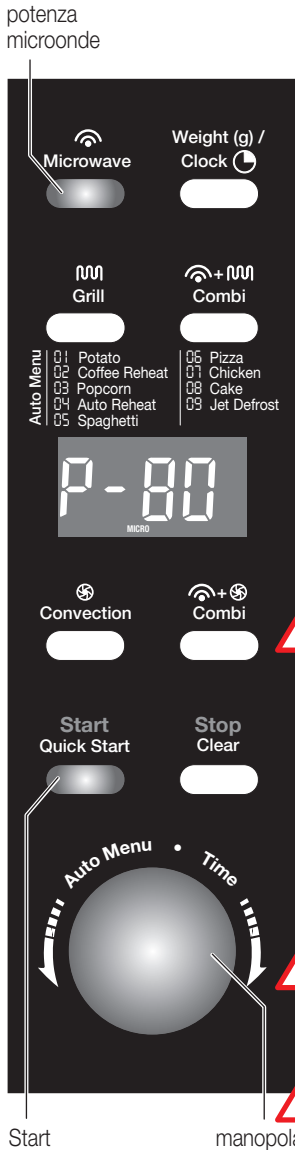 potenza
microonde
Microwave
Weight (g) /
Clock
Grill
+
Combi
Auto Menu
01 Potato
02 Coffee Reheat
03 Popcorn
04 Auto Reheat
05 Spaghetti
06 Pizza
07 Chicken
08 Cake
09 Jet Defrost
P-80
MICRO
Convection
+
Combi
Start
Quick Start
Stop
Clear
Auto Menu • Time
Start
manopola